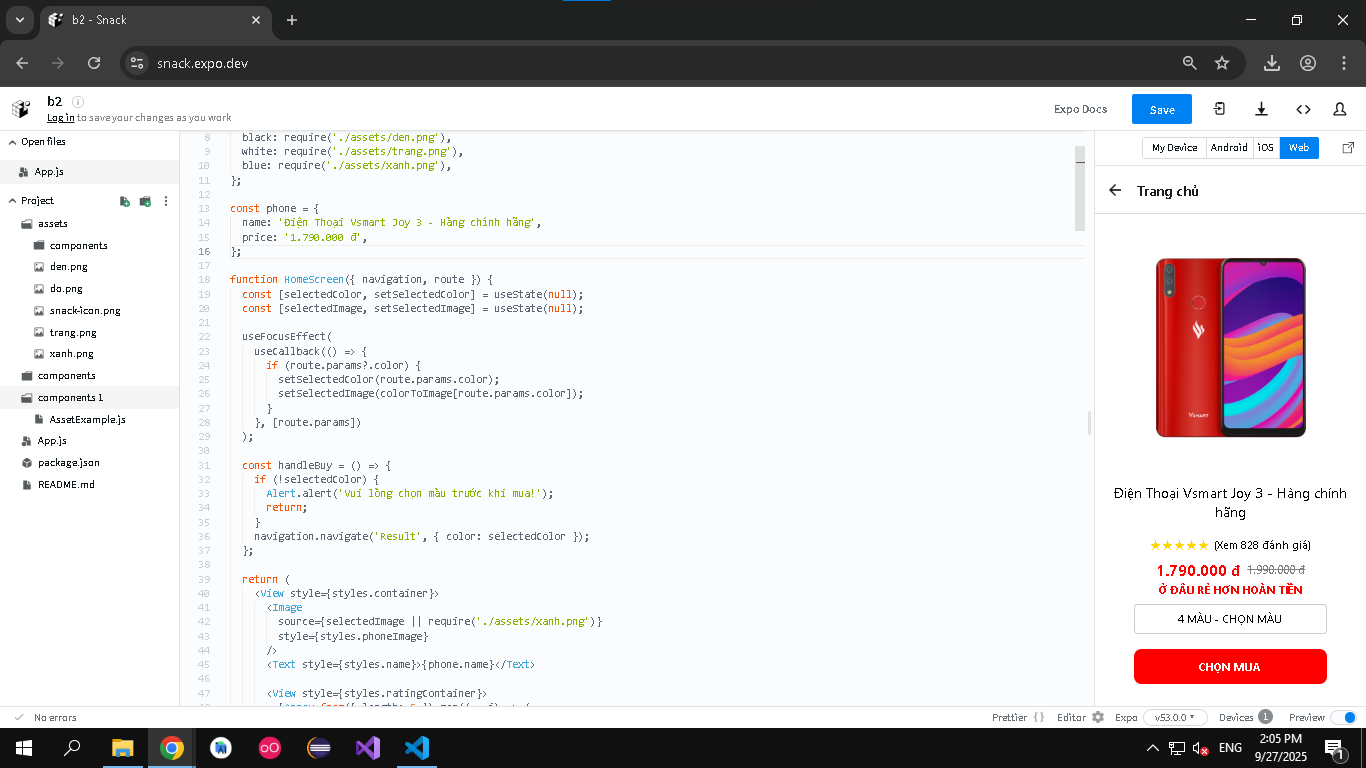 b2 - Snack
snack.expo.dev
b2
Log in to save your changes as you work
Expo Docs
Save
Open files
App.js
Project
assets
components
den.png
do.png
snack-icon.png
trang.png
xanh.png
components
components 1
AssetExample.js
App.js
package.json
README.md
8 black: require('./assets/den.png'),
9 white: require('./assets/trang.png'),
10 blue: require('./assets/xanh.png'),
11 };
12
13 const phone = {
14 name: 'Điện Thoại Vsmart Joy 3 - Hàng chính hãng',
15 price: '1.790.000 đ',
16 };
17
18 function HomeScreen({ navigation, route }) {
19 const [selectedColor, setSelectedColor] = useState(null);
20 const [selectedImage, setSelectedImage] = useState(null);
21
22 useFocusEffect(
23 useCallback(() => {
24 if (route.params?.color) {
25 setSelectedColor(route.params.color);
26 setSelectedImage(colorToImage[route.params.color]);
27 }
28 }, [route.params])
29 );
30
31 const handleBuy = () => {
32 if (!selectedColor) {
33 Alert.alert('Vui lòng chọn màu trước khi mua!');
34 return;
35 }
36 navigation.navigate('Result', { color: selectedColor });
37 };
38
39 return (
40 <View style={styles.container}>
41 <Image
42 source={selectedImage || require('./assets/xanh.png')}
43 style={styles.phoneImage}
44 />
45 <Text style={styles.name}>{phone.name}</Text>
46
47 <View style={styles.ratingContainer}>
My Device
Android
iOS
Web
Trang chủ
VSMART
Điện Thoại Vsmart Joy 3 - Hàng chính
hãng
★★★★★ (Xem 828 đánh giá)
1.790.000 đ 1.990.000 đ
Ở ĐÂU RẺ HƠN HOÀN TIỀN
4 MÀU - CHỌN MÀU
CHỌN MUA
No errors
Prettier {}
Editor
Expo
v53.0.0
Devices 1
Preview
ENG
2:05 PM
9/27/2025
1